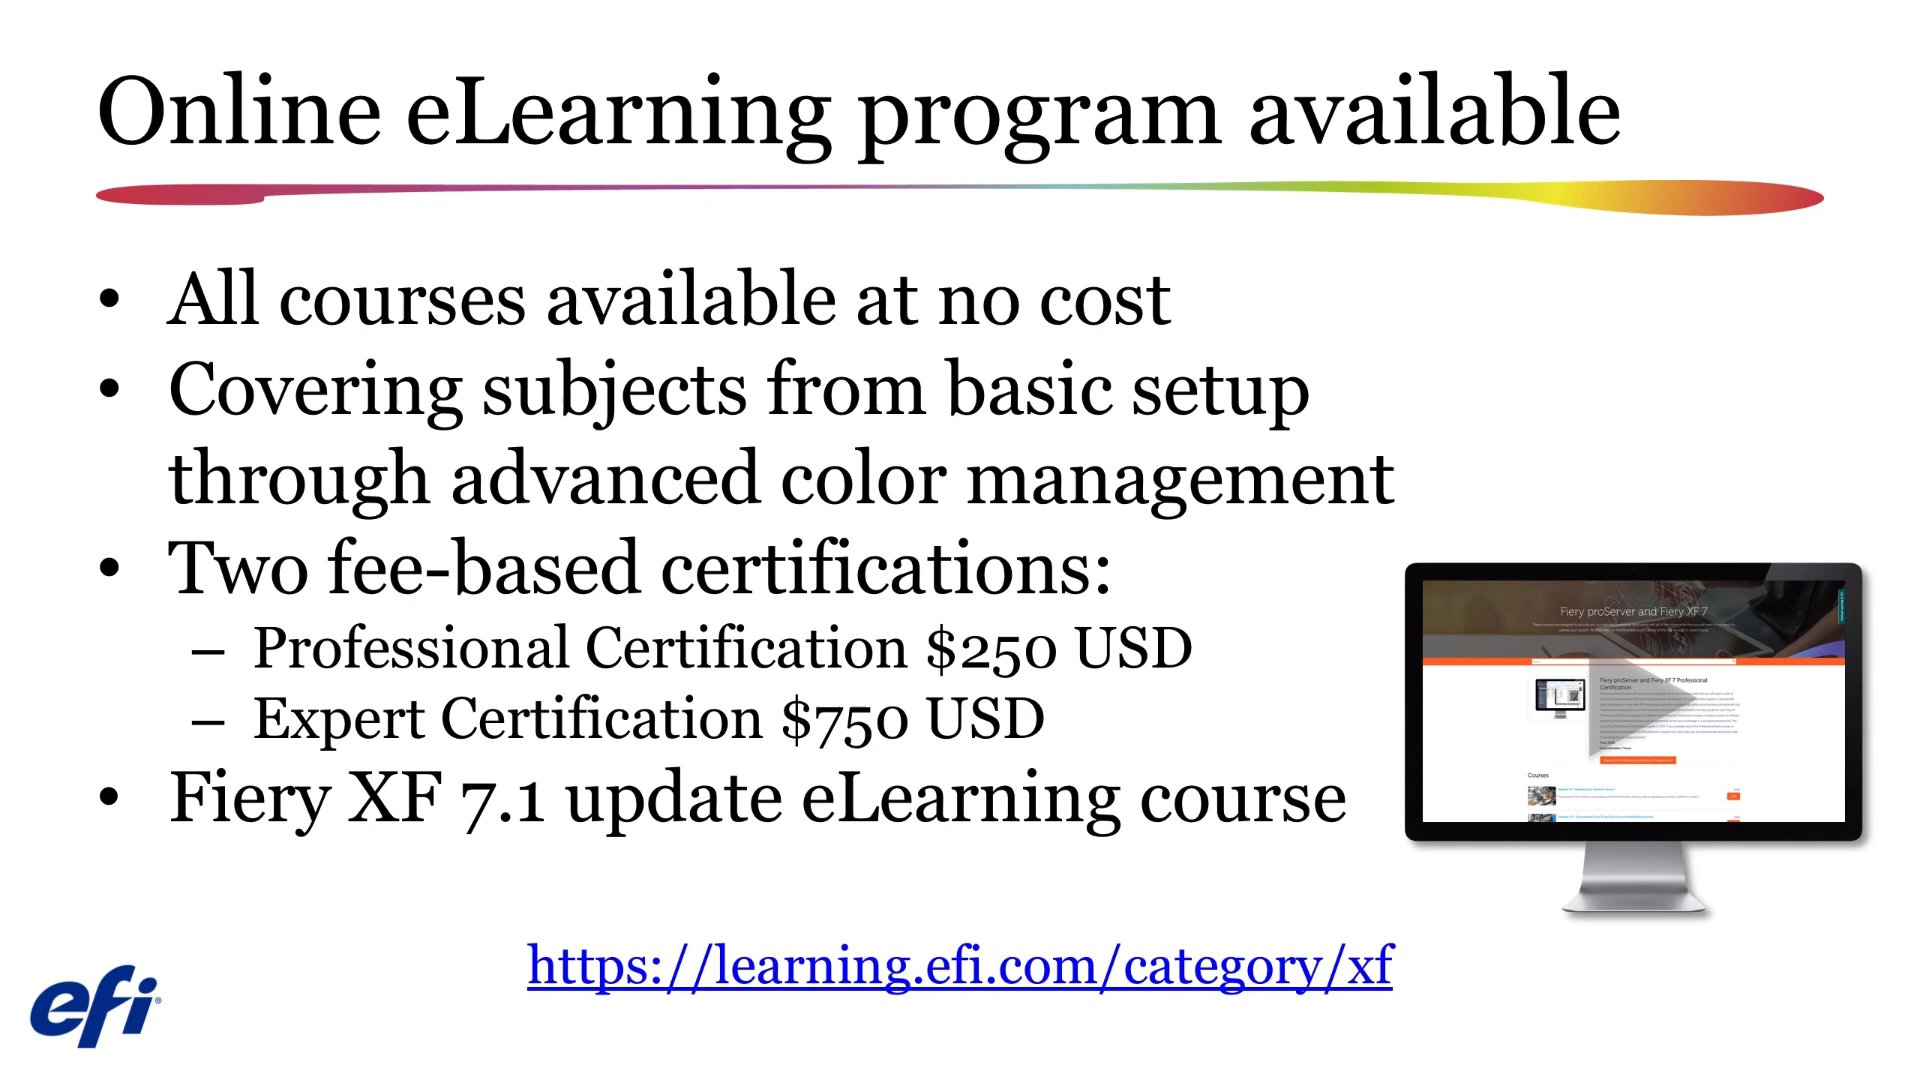 Online eLearning program available
• All courses available at no cost
• Covering subjects from basic setup
through advanced color management
• Two fee-based certifications:
– Professional Certification $250 USD
– Expert Certification $750 USD
• Fiery XF 7.1 update eLearning course
Fiery proServer and Fiery XF 7
Fiery proServer and Fiery XF 7 Professional
Certification
Courses
https://learning.efi.com/category/xf
efi®